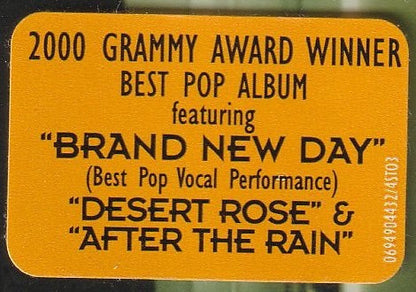 2000 GRAMMY AWARD WINNER
BEST POP ALBUM
featuring
"BRAND NEW DAY"
(Best Pop Vocal Performance)
"DESERT ROSE" &
"AFTER THE RAIN"
0694904432/4ST03